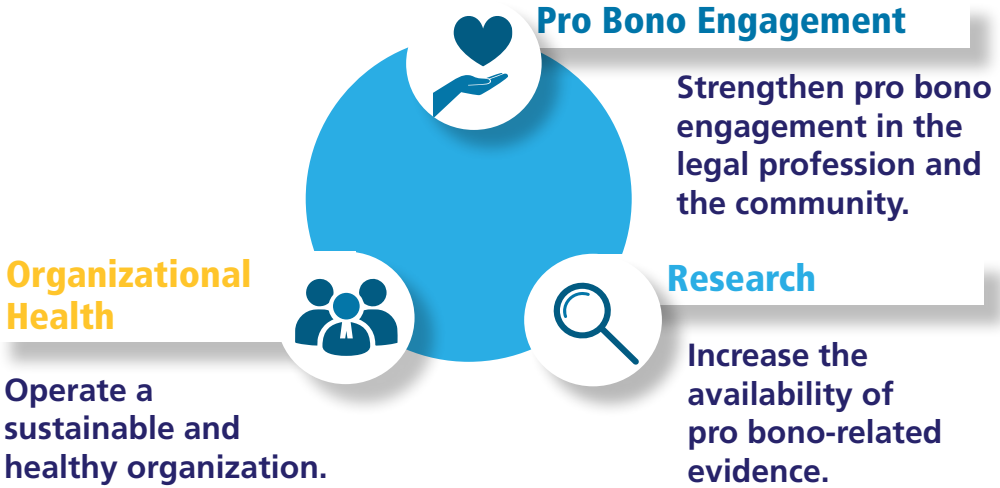 Pro Bono Engagement
Strengthen pro bono
engagement in the
legal profession and
the community.
Organizational
Health
Operate a
sustainable and
healthy organization.
Research
Increase the
availability of
pro bono-related
evidence.